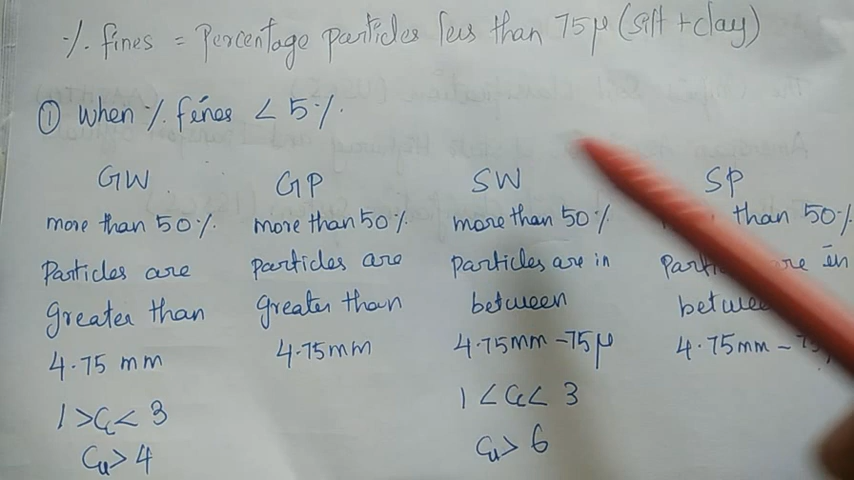 % fines = Percentage particles less than 75μ (silt + clay)
① when % fines < 5%.
GW
more than 50%.
Particles are
greater than
4.75 mm
1 > Cc < 3
Cu > 4
GP
more than 50%
particles are
greater than
4.75mm
SW
more than 50%
particles are in
between
4.75mm - 75μ
1 < Cc < 3
Cu > 6
SP
than 50%
are in
4.75mm -